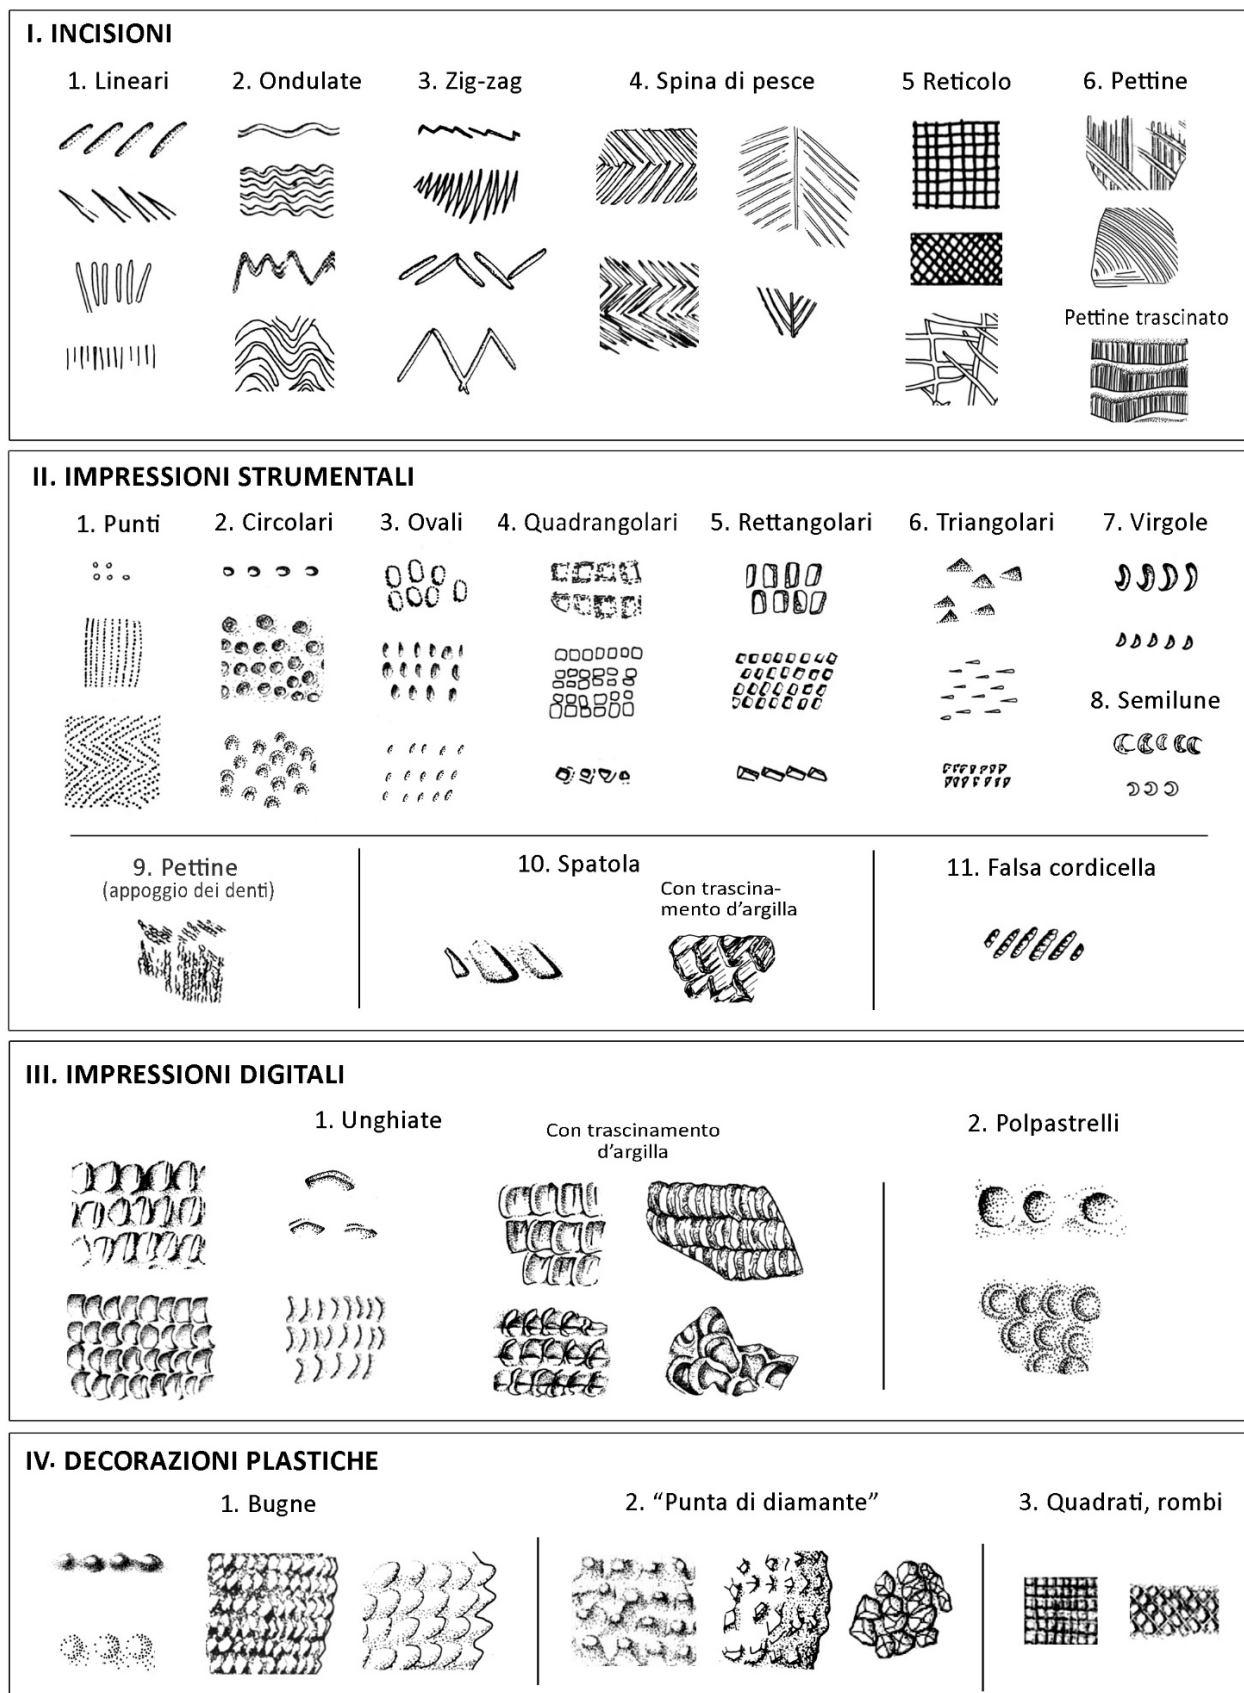 I. INCISIONI
1. Lineari
2. Ondulate
3. Zig-zag
4. Spina di pesce
5 Reticolo
6. Pettine
Pettine trascinato
II. IMPRESSIONI STRUMENTALI
1. Punti
2. Circolari
3. Ovali
4. Quadrangolari
5. Rettangolari
6. Triangolari
7. Virgole
8. Semilune
9. Pettine
(appoggio dei denti)
10. Spatola
Con trascina-
mento d'argilla
11. Falsa cordicella
III. IMPRESSIONI DIGITALI
1. Unghiate
Con trascinamento
d'argilla
2. Polpastrelli
IV. DECORAZIONI PLASTICHE
1. Bugne
2. “Punta di diamante”
3. Quadrati, rombi